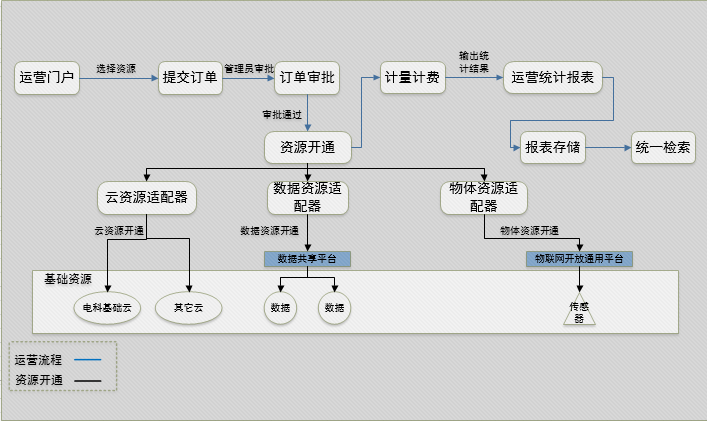 运营门户
选择资源
提交订单
管理员审批
订单审批
计量计费
输出统
计结果
运营统计报表
审批通过
资源开通
报表存储
统一检索
云资源适配器
数据资源适
配器
物体资源适
配器
云资源开通
数据资源开通
物体资源开通
数据共享平台
物联网开放通用平台
基础资源
电科基础云
其它云
数据
数据
传感
器
运营流程
资源开通